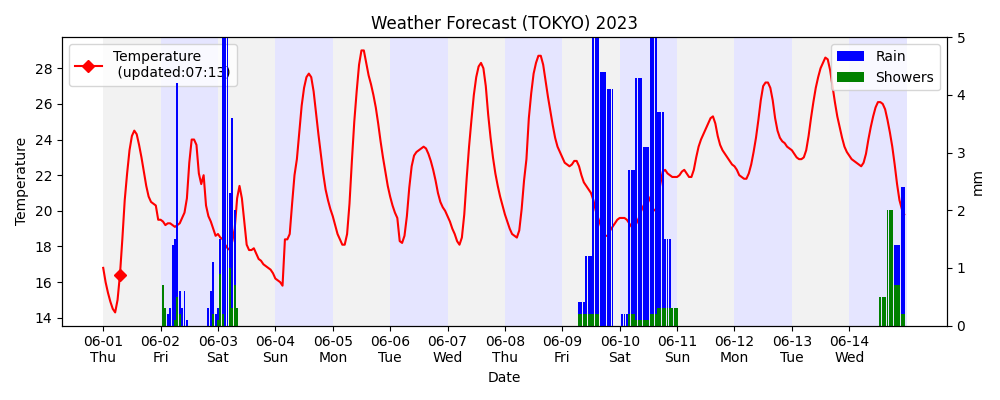 Weather Forecast (TOKYO) 2023
Temperature
(updated:07:13)
Rain
Showers
28
26
24
22
20
18
16
14
5
4
3
2
1
0
Temperature
mm
06-01 06-02 06-03 06-04 06-05 06-06 06-07 06-08 06-09 06-10 06-11 06-12 06-13 06-14
Thu Fri Sat Sun Mon Tue Wed Thu Fri Sat Sun Mon Tue Wed
Date